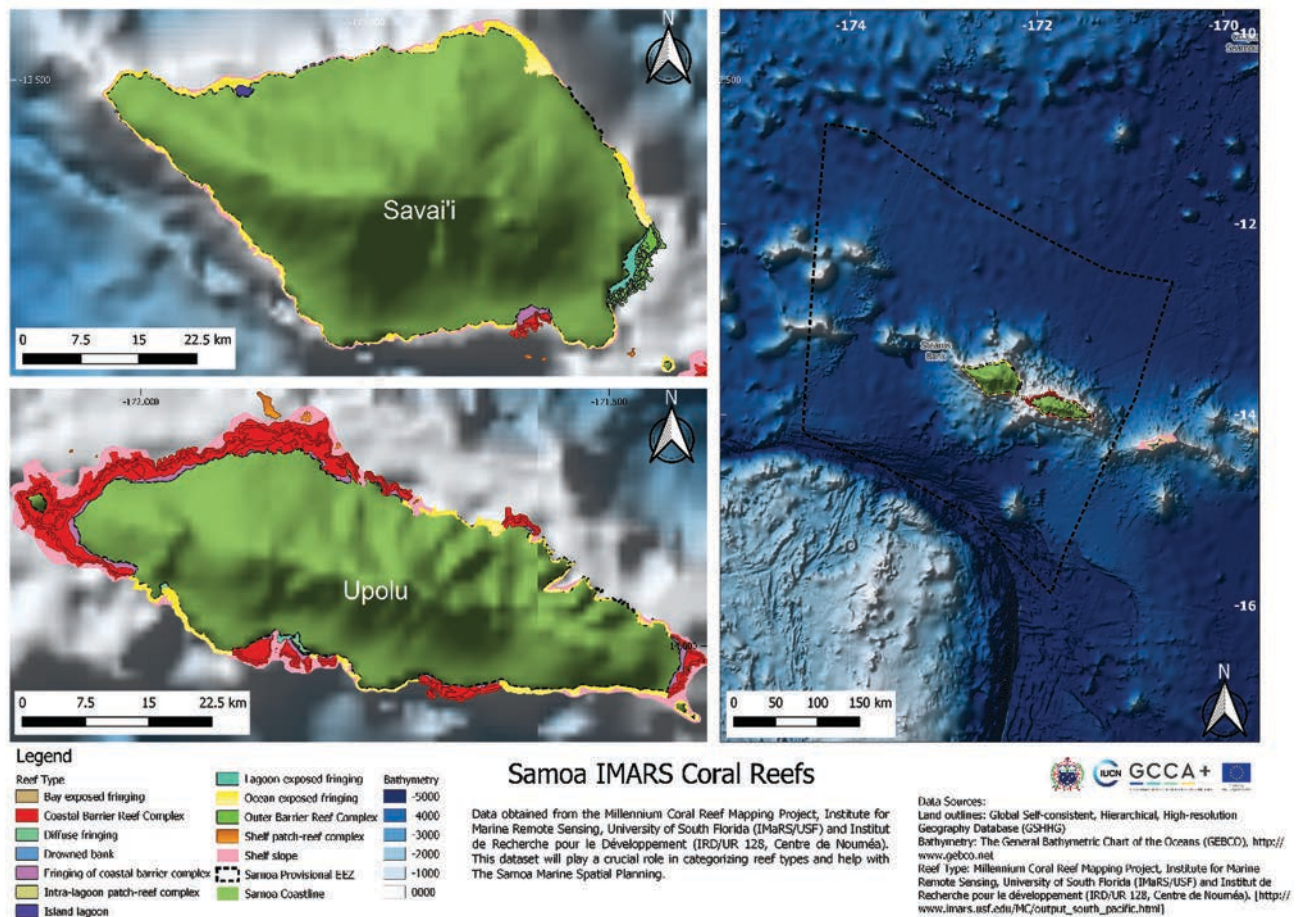 N
-13.500
Savai'i
0 7.5 15 22.5 km
-172.000
-171.500
N
Upolu
-14.000
0 7.5 15 22.5 km
-174
-172
-170
-10
-12
Bank
-14
-16
N
0 50 100 150 km
Legend
Reef Type
Bay exposed fringing
Coastal Barrier Reef Complex
Diffuse fringing
Drowned bank
Fringing of coastal barrier complex
Intra-lagoon patch-reef complex
Island lagoon
Lagoon exposed fringing
Ocean exposed fringing
Outer Barrier Reef Complex
Shelf patch-reef complex
Shelf slope
Samoa Provisional EEZ
Samoa Coastline
Bathymetry
-5000
4000
-3000
-2000
-1000
0000
Samoa IMARS Coral Reefs
Data obtained from the Millennium Coral Reef Mapping Project, Institute for
Marine Remote Sensing, University of South Florida (IMaRS/USF) and Institut
de Recherche pour le Développement (IRD/UR 128, Centre de Nouméa).
This dataset will play a crucial role in categorizing reef types and help with
The Samoa Marine Spatial Planning.
IUCN
GCCA+
Data Sources:
Land outlines: Global Self-consistent, Hierarchical, High-resolution
Geography Database (GSHHG)
Bathymetry: The General Bathymetric Chart of the Oceans (GEBCO), http://
www.gebco.net
Reef Type: Millennium Coral Reef Mapping Project, Institute for Marine
Remote Sensing, University of South Florida (IMaRS/USF) and Institut de
Recherche pour le développement (IRD/UR 128, Centre de Nouméa). [http://
www.imars.usf.edu/MC/output_south_pacific.html]